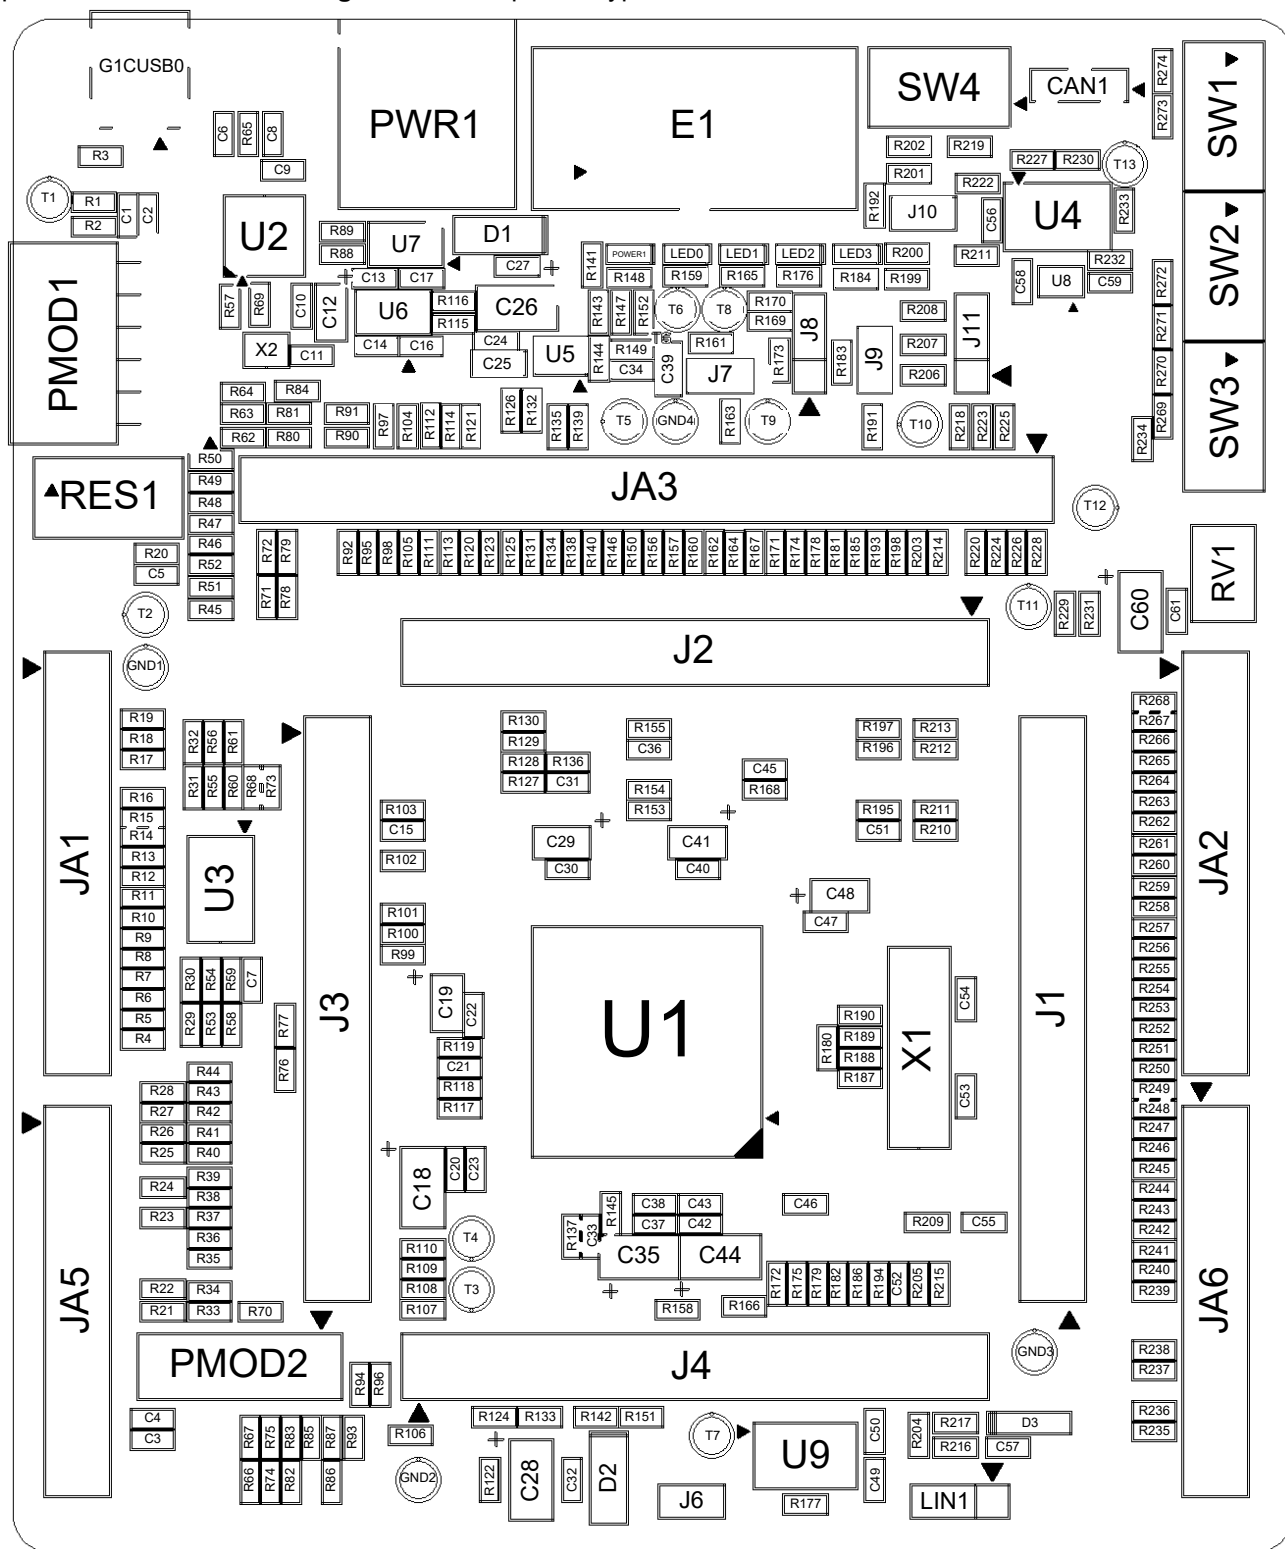 G1CUSB0
PWR1
E1
SW4
CAN1
R274
R273
SW1
C6
R65
C8
R3
C9
R202
R219
R201
R227
R230
T13
R222
T1
R1
R2
C1
C2
U2
R89
R88
U7
D1
C27
R192
J10
C56
U4
R233
SW2
R141
POWER1
LED0
LED1
LED2
LED3
R200
R211
R232
R148
R159
R165
R176
R184
R199
C58
U8
C59
R272
C13
C17
PMOD1
R57
R69
C10
C12
U6
R116
R115
C26
R143
R147
R152
T6
T8
R170
R169
J8
R208
J11
R271
X2
C11
C14
C16
C24
C25
U5
R144
R149
C34
C39
R161
J7
R173
R183
J9
R207
R206
R270
SW3
R64
R84
R63
R81
R91
R62
R80
R90
R97
R104
R112
R114
R121
R126
R132
R135
R139
T5
GND4
R163
T9
R191
T10
R218
R223
R225
R234
R269
R50
R49
R48
R47
R46
R52
R51
R45
RES1
JA3
T12
R20
C5
R72
R79
R71
R78
R92
R95
R98
R105
R111
R113
R120
R123
R125
R131
R134
R138
R140
R146
R150
R156
R157
R160
R162
R164
R167
R171
R174
R178
R181
R185
R193
R198
R203
R214
R220
R224
R226
R228
RV1
T2
GND1
J2
T11
R229
R231
C60
C61
JA1
R19
R18
R17
R16
R15
R14
R13
R12
R11
R10
R9
R8
R7
R6
R5
R4
R32
R56
R61
R31
R55
R60
R68
R73
U3
R30
R54
R59
C7
R29
R53
R58
R77
R76
J3
R130
R129
R128
R136
R127
C31
R155
C36
R154
R153
C45
R168
R197
R213
R196
R212
R195
R211
C51
R210
R103
C15
R102
R101
R100
R99
C29
C30
C41
C40
C48
C47
U1
C19
C22
R119
C21
R118
R117
R190
R189
R188
R187
R180
X1
C54
C53
J1
R268
R267
R266
R265
R264
R263
R262
R261
R260
R259
R258
R257
R256
R255
R254
R253
R252
R251
R250
R249
R248
R247
R246
R245
R244
R243
R242
R241
R240
R239
R238
R237
R236
R235
JA2
JA6
JA5
R44
R28
R43
R27
R42
R26
R41
R25
R40
R24
R39
R38
R23
R37
R36
R35
R22
R34
R21
R33
R70
C18
C20
C23
T4
T3
R110
R109
R108
R107
R137
C33
R145
C38
C43
C37
C42
C35
C44
C46
R209
C55
R158
R166
R172
R175
R179
R182
R186
R194
C52
R205
R215
PMOD2
J4
GND3
R94
R96
C4
C3
R67
R75
R83
R85
R87
R93
R66
R74
R82
R86
R106
GND2
R124
R133
R142
R151
R122
C28
C32
D2
T7
J6
U9
R177
C50
C49
R204
R217
R216
D3
C57
LIN1